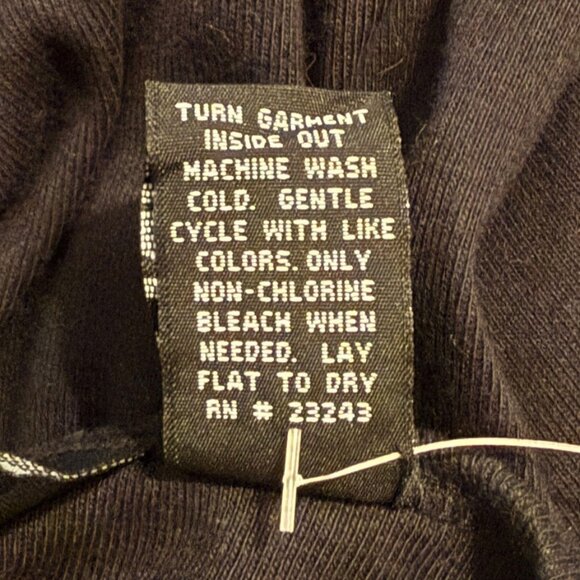 TURN GARMENT
INSIDE OUT
MACHINE WASH
COLD. GENTLE
CYCLE WITH LIKE
COLORS. ONLY
NON-CHLORINE
BLEACH WHEN
NEEDED. LAY
FLAT TO DRY
RN # 23243